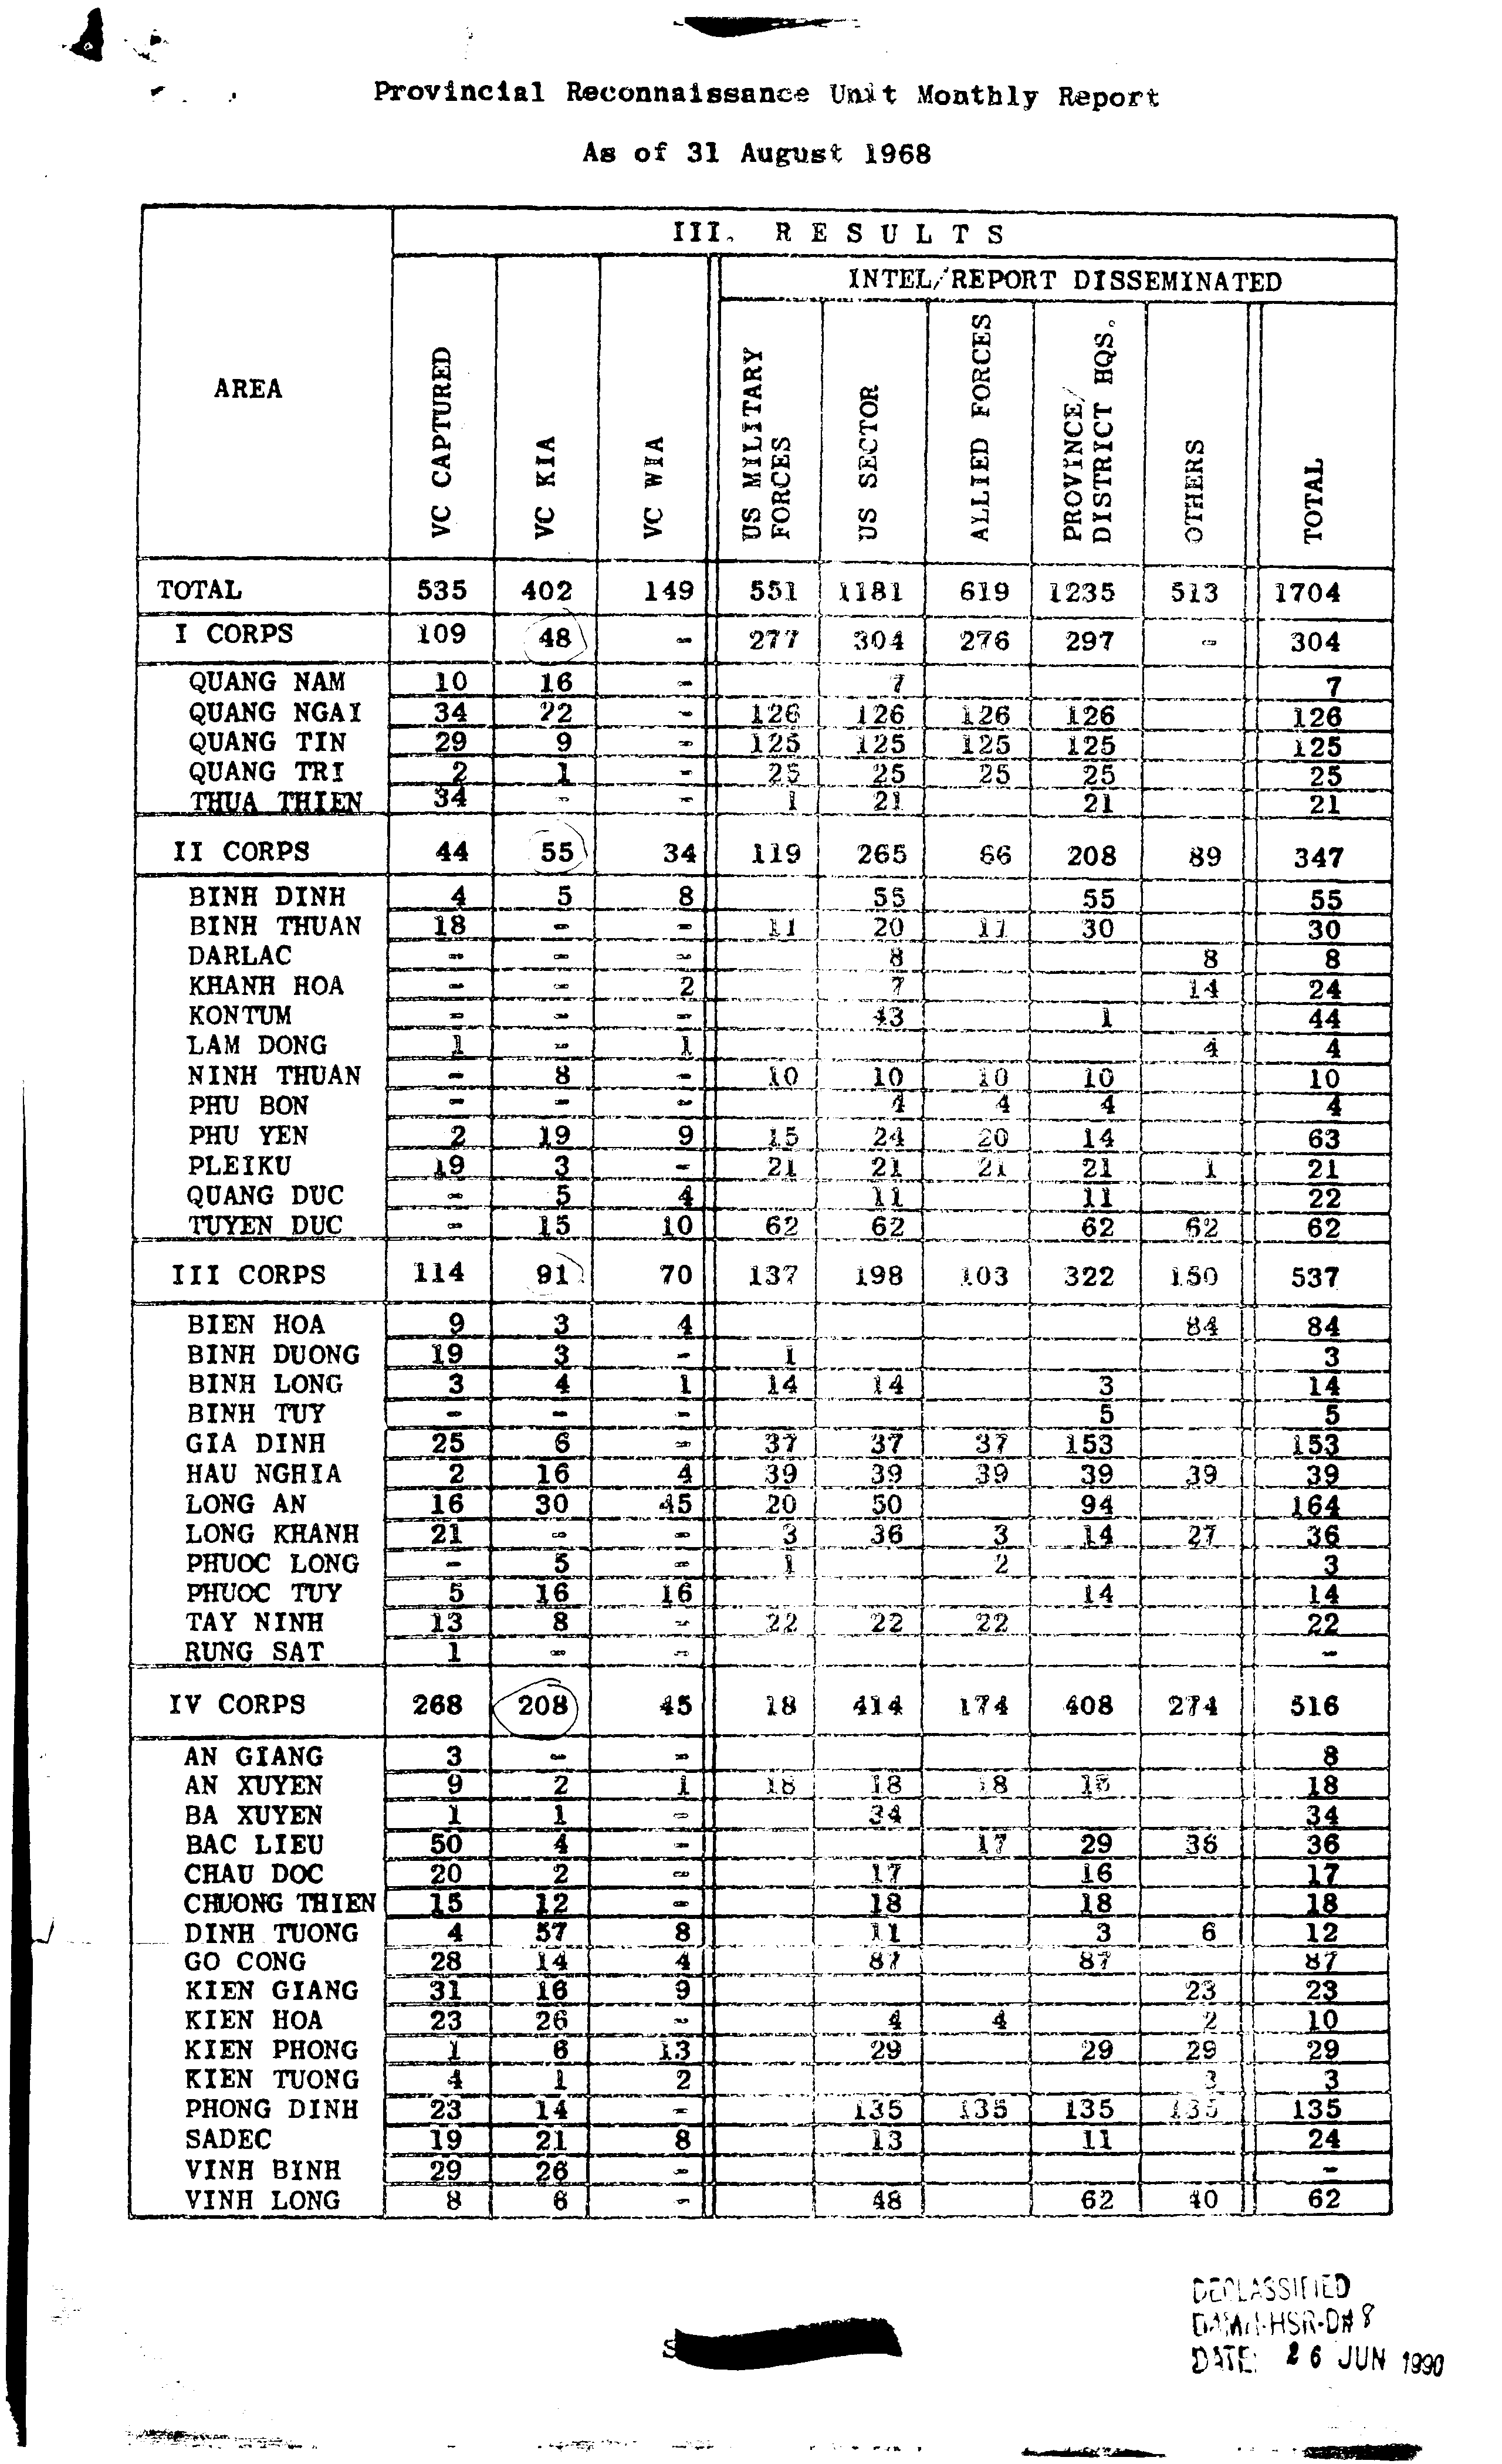 Provincial Reconnaissance Unit Monthly Report
As of 31 August 1968
III. RESULTS
INTEL/REPORT DISSEMINATED
AREA
VC CAPTURED
VC KIA
VC WIA
US MILITARY FORCES
US SECTOR
ALLIED FORCES
PROVINCE/DISTRICT HQS.
OTHERS
TOTAL
TOTAL 535 402 149 551 1181 619 1235 513 1704
I CORPS 109 48 - 277 304 276 297 - 304
QUANG NAM 10 16 - 7 7
QUANG NGAI 34 22 - 126 126 126 126 126
QUANG TIN 29 9 - 125 125 125 125 125
QUANG TRI 2 1 - 25 25 25 25 25
THUA THIEN 34 - - 1 21 21 21
II CORPS 44 55 34 119 265 66 208 89 347
BINH DINH 4 5 8 55 55 55
BINH THUAN 18 - - 11 20 11 30 30
DARLAC - - - 8 8 8
KHANH HOA - - 2 7 14 24
KONTUM - - - 43 1 44
LAM DONG 1 - 1 4 4
NINH THUAN - 8 - 10 10 10 10 10
PHU BON - - - 4 4 4 4
PHU YEN 2 19 9 15 24 20 14 63
PLEIKU 19 3 - 21 21 21 21 1 21
QUANG DUC - 5 4 11 11 22
TUYEN DUC - 15 10 62 62 62 62 62
III CORPS 114 91 70 137 198 103 322 150 537
BIEN HOA 9 3 4 84 84
BINH DUONG 19 3 - 1 3
BINH LONG 3 4 1 14 14 3 14
BINH TUY - - - 5 5
GIA DINH 25 6 - 37 37 37 153 153
HAU NGHIA 2 16 4 39 39 39 39 39 39
LONG AN 16 30 45 20 50 94 164
LONG KHANH 21 - - 3 36 3 14 27 36
PHUOC LONG - 5 - 1 2 3
PHUOC TUY 5 16 16 14 14
TAY NINH 13 8 - 22 22 22 22
RUNG SAT 1 - - -
IV CORPS 268 208 45 18 414 174 408 274 516
AN GIANG 3 - - 8
AN XUYEN 9 2 1 18 18 18 18 18
BA XUYEN 1 1 - 34 34
BAC LIEU 50 4 - 17 29 36 36
CHAU DOC 20 2 - 17 16 17
CHUONG THIEN 15 12 - 18 18 18
DINH TUONG 4 57 8 11 3 6 12
GO CONG 28 14 4 87 87 87
KIEN GIANG 31 16 9 23 23
KIEN HOA 23 26 - 4 4 2 10
KIEN PHONG 1 6 13 29 29 29 29
KIEN TUONG 4 1 2 3 3
PHONG DINH 23 14 - 135 135 135 135 135
SADEC 19 21 8 13 11 24
VINH BINH 29 26 - -
VINH LONG 8 6 - 48 62 40 62
DECLASSIFIED
DATE: 26 JUN 1990